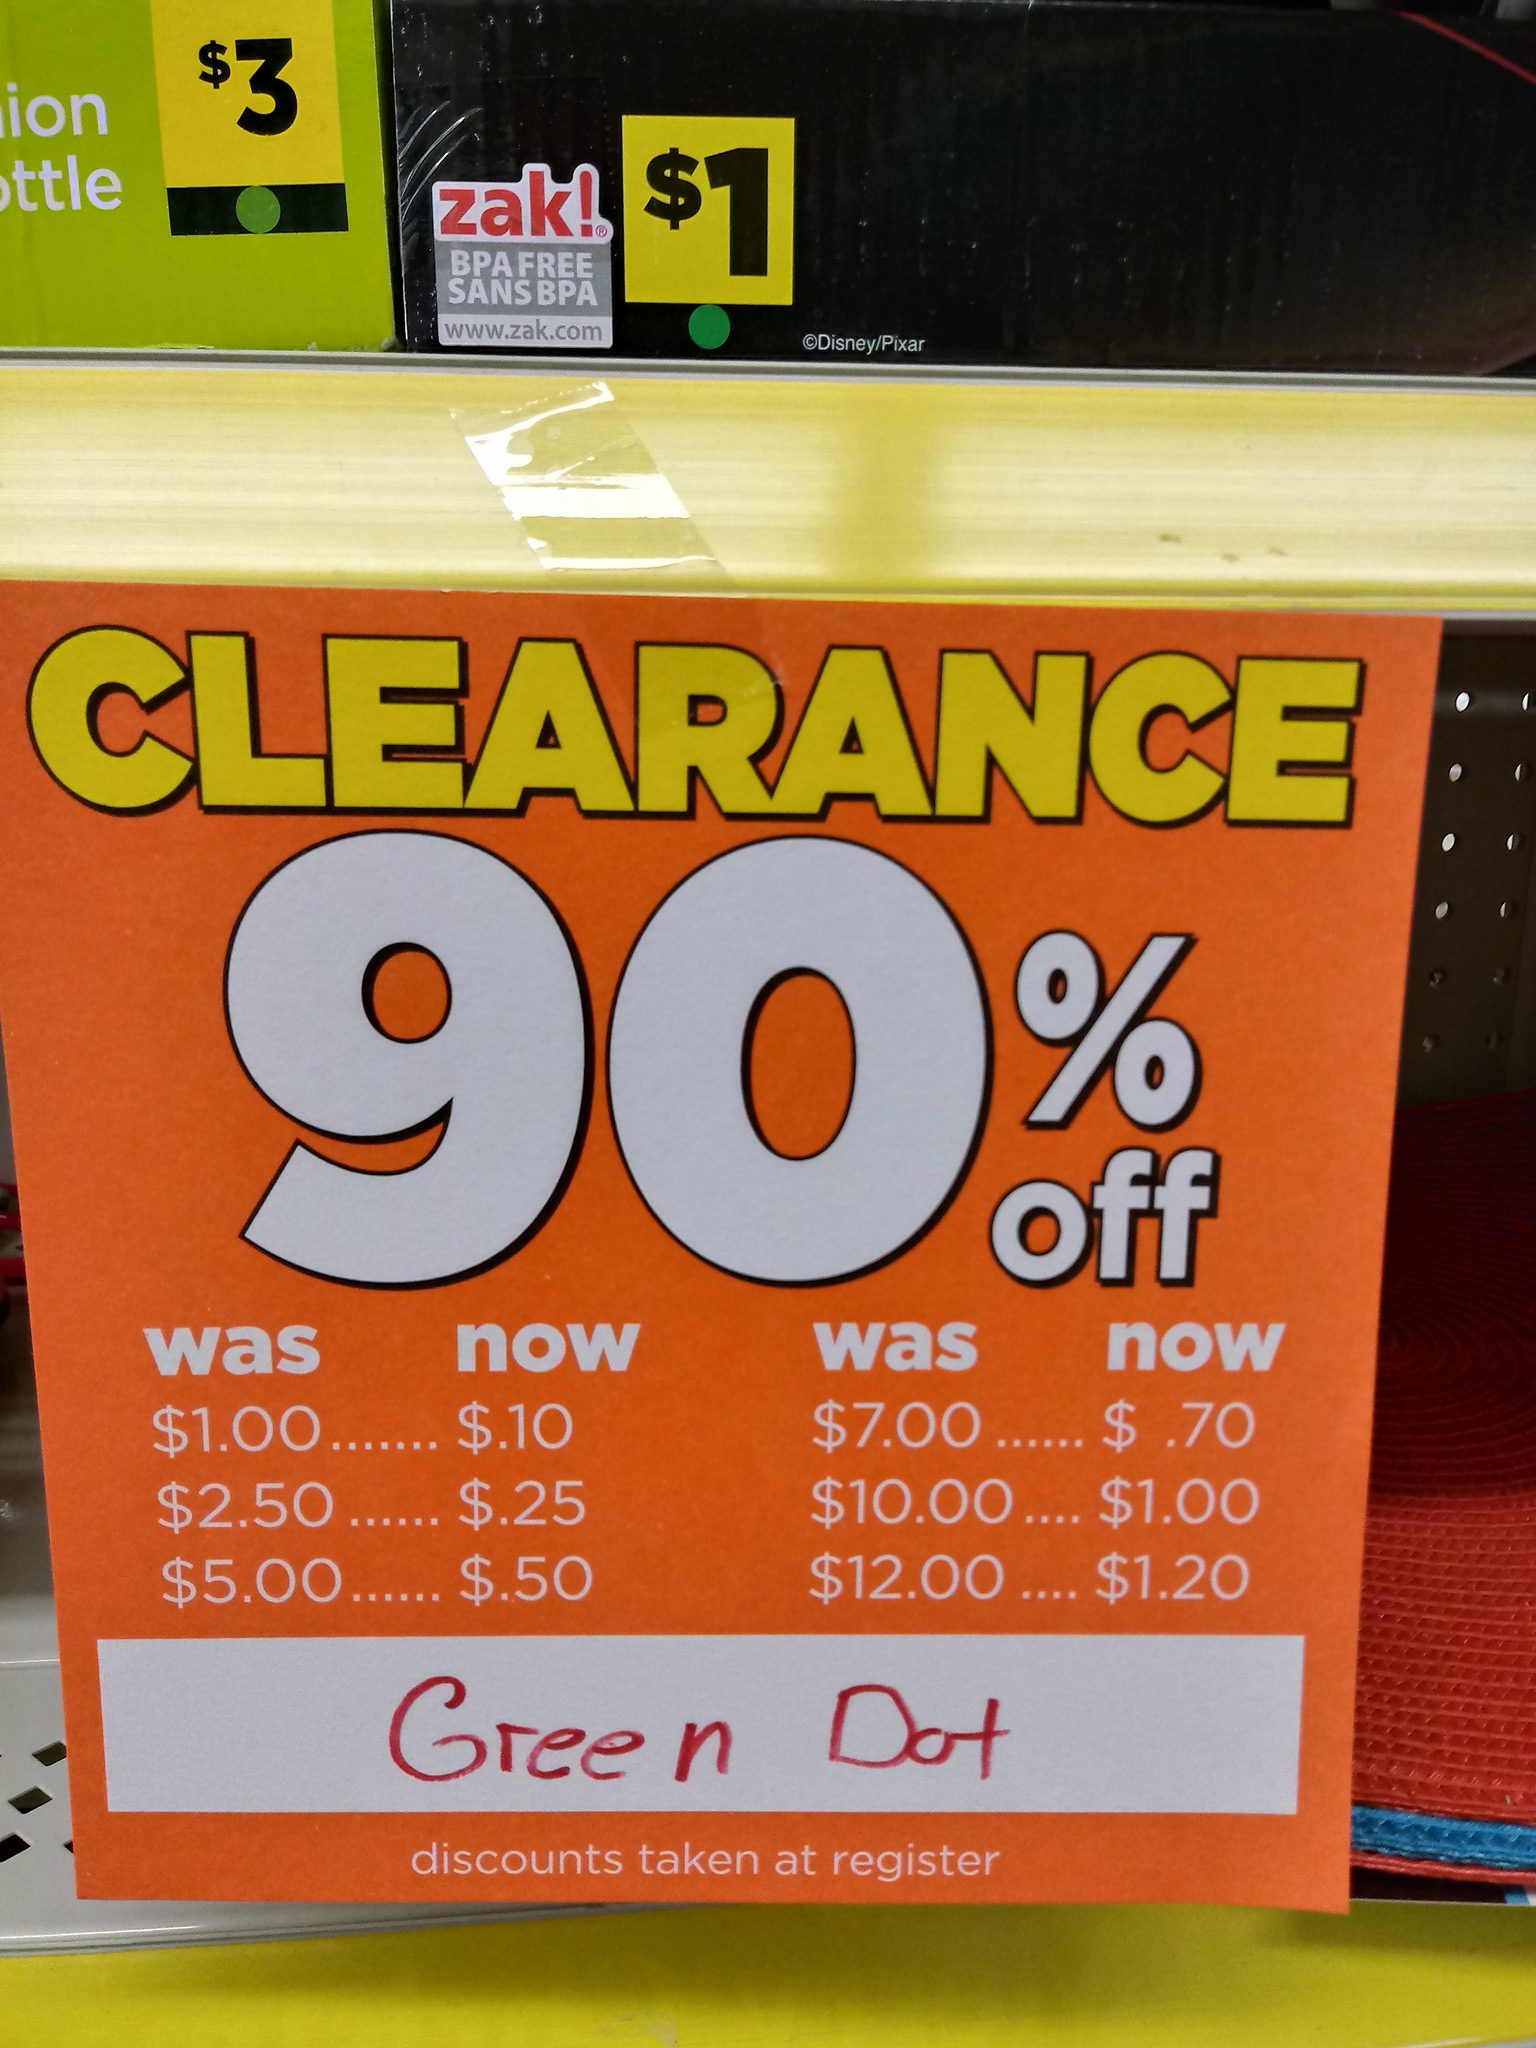 $3
ottle
zak!®
BPA FREE
SANS BPA
www.zak.com
$1
©Disney/Pixar
CLEARANCE
90% off
was now was now
$1.00....... $.10 $7.00...... $ .70
$2.50...... $.25 $10.00.... $1.00
$5.00...... $.50 $12.00.... $1.20
Green Dot
discounts taken at register